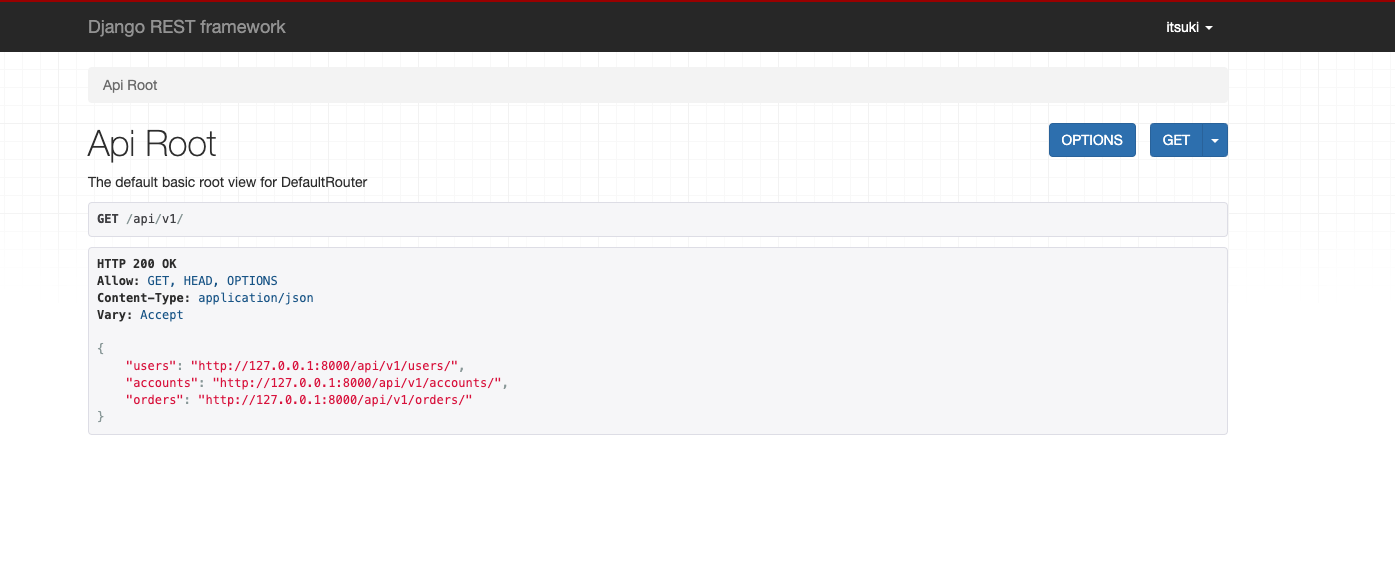 Django REST framework
itsuki
Api Root
Api Root
OPTIONS
GET
The default basic root view for DefaultRouter
GET /api/v1/
HTTP 200 OK
Allow: GET, HEAD, OPTIONS
Content-Type: application/json
Vary: Accept
{
    "users": "http://127.0.0.1:8000/api/v1/users/",
    "accounts": "http://127.0.0.1:8000/api/v1/accounts/",
    "orders": "http://127.0.0.1:8000/api/v1/orders/"
}